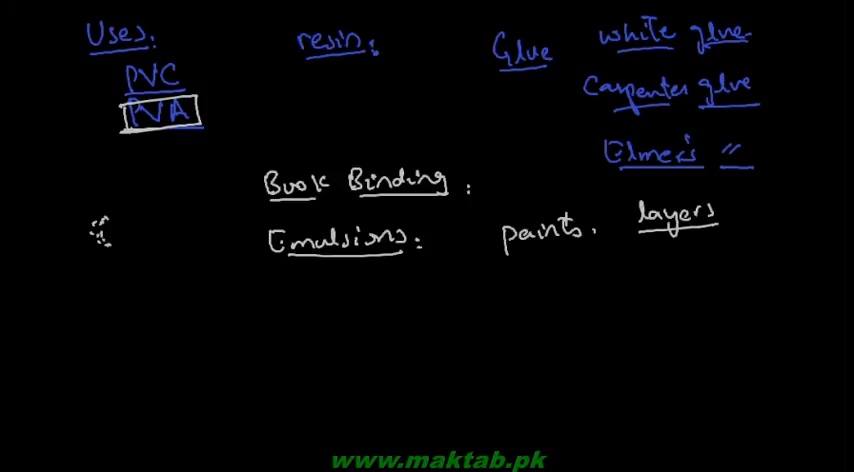 Uses: resin: Glue white glue
PVC Carpenter glue
PVA
Elmer's "
Book Binding:
Emulsions: paints. layers
www.maktab.pk